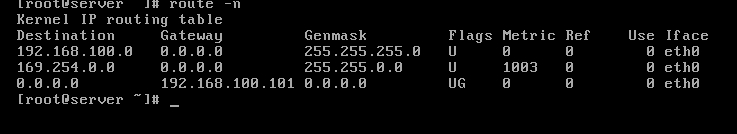 [root@server ~]# route -n
Kernel IP routing table
Destination     Gateway         Genmask         Flags Metric Ref    Use Iface
192.168.100.0   0.0.0.0         255.255.255.0   U     0      0        0 eth0
169.254.0.0     0.0.0.0         255.255.0.0     U     1003   0        0 eth0
0.0.0.0         192.168.100.101 0.0.0.0         UG    0      0        0 eth0
[root@server ~]# _